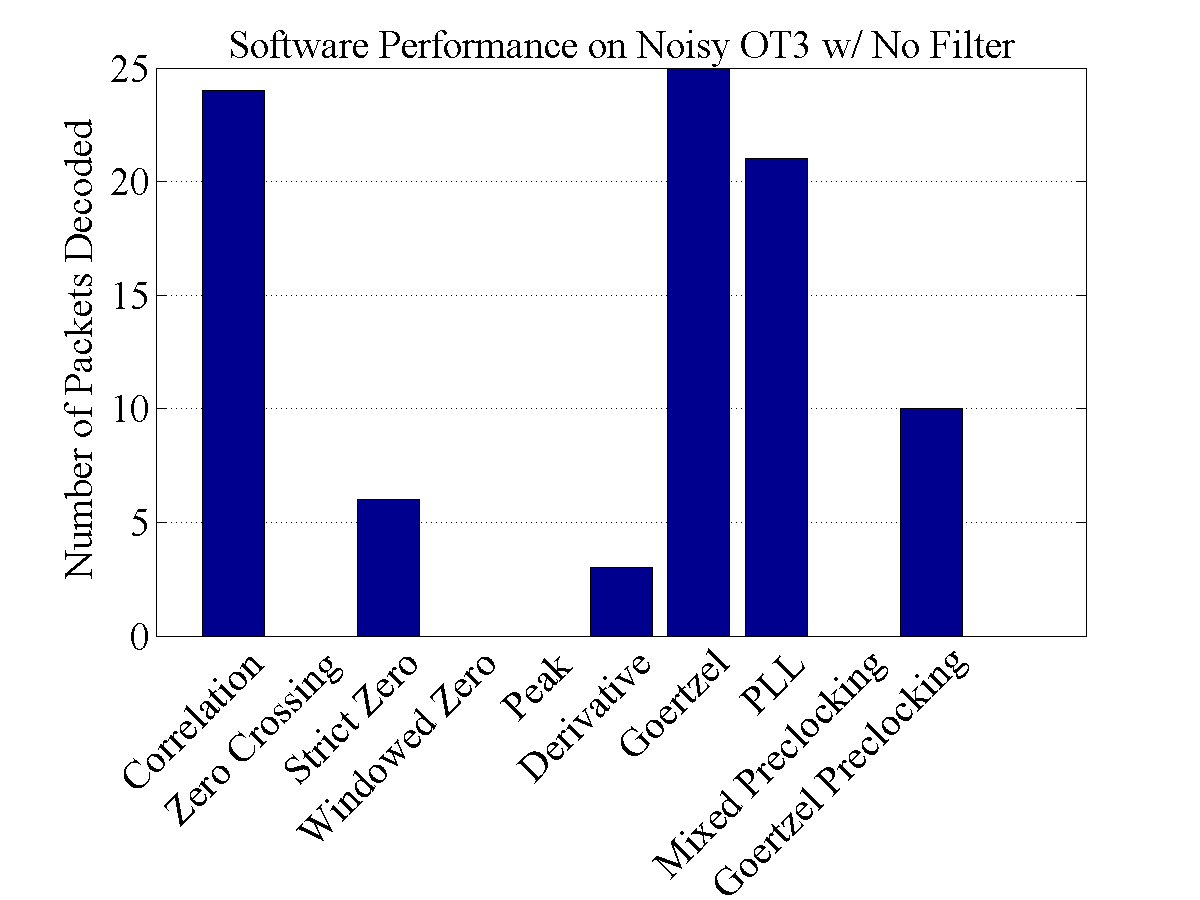 Software Performance on Noisy OT3 w/ No Filter
Number of Packets Decoded
25
20
15
10
5
0
Correlation
Zero Crossing
Strict Zero
Windowed Zero
Peak
Derivative
Goertzel
PLL
Mixed Preclocking
Goertzel Preclocking